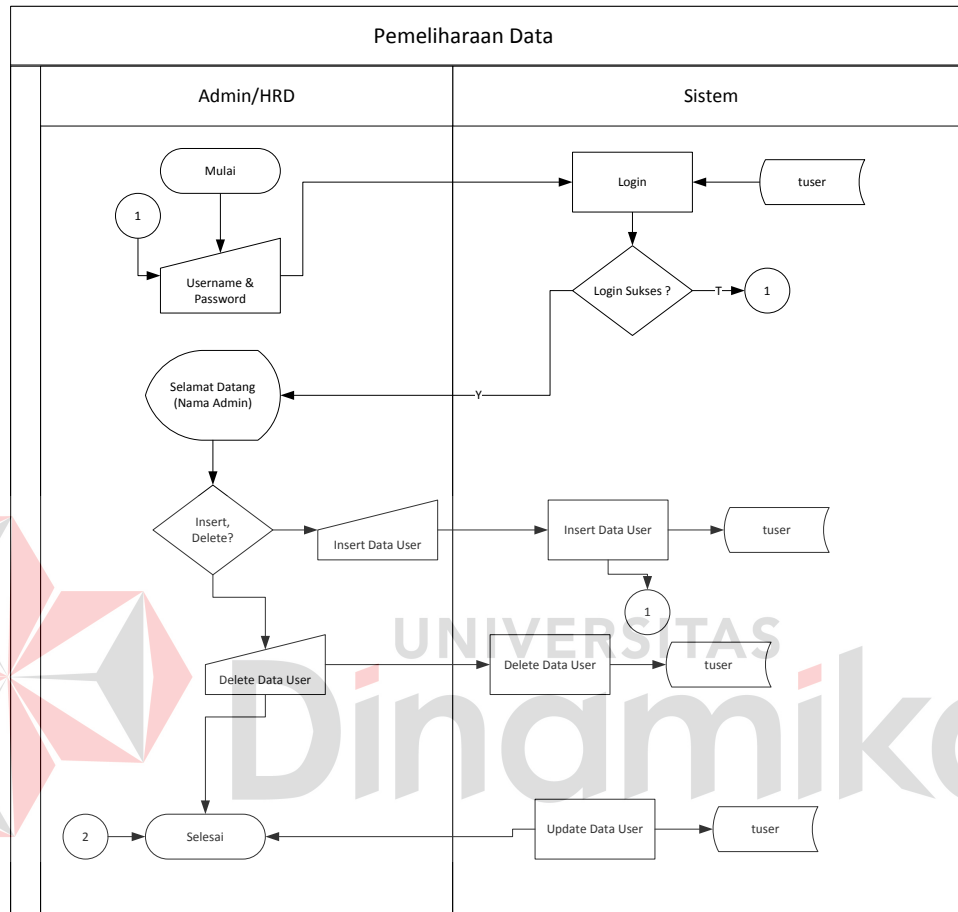 Pemeliharaan Data
Admin/HRD
Sistem
Mulai
Login
tuser
1
Username &
Password
Login Sukses ?
T
1
Selamat Datang
(Nama Admin)
Y
Insert,
Delete?
Insert Data User
Insert Data User
tuser
1
UNIVERSITAS
Dinamika
Delete Data User
Delete Data User
tuser
2
Selesai
Update Data User
tuser